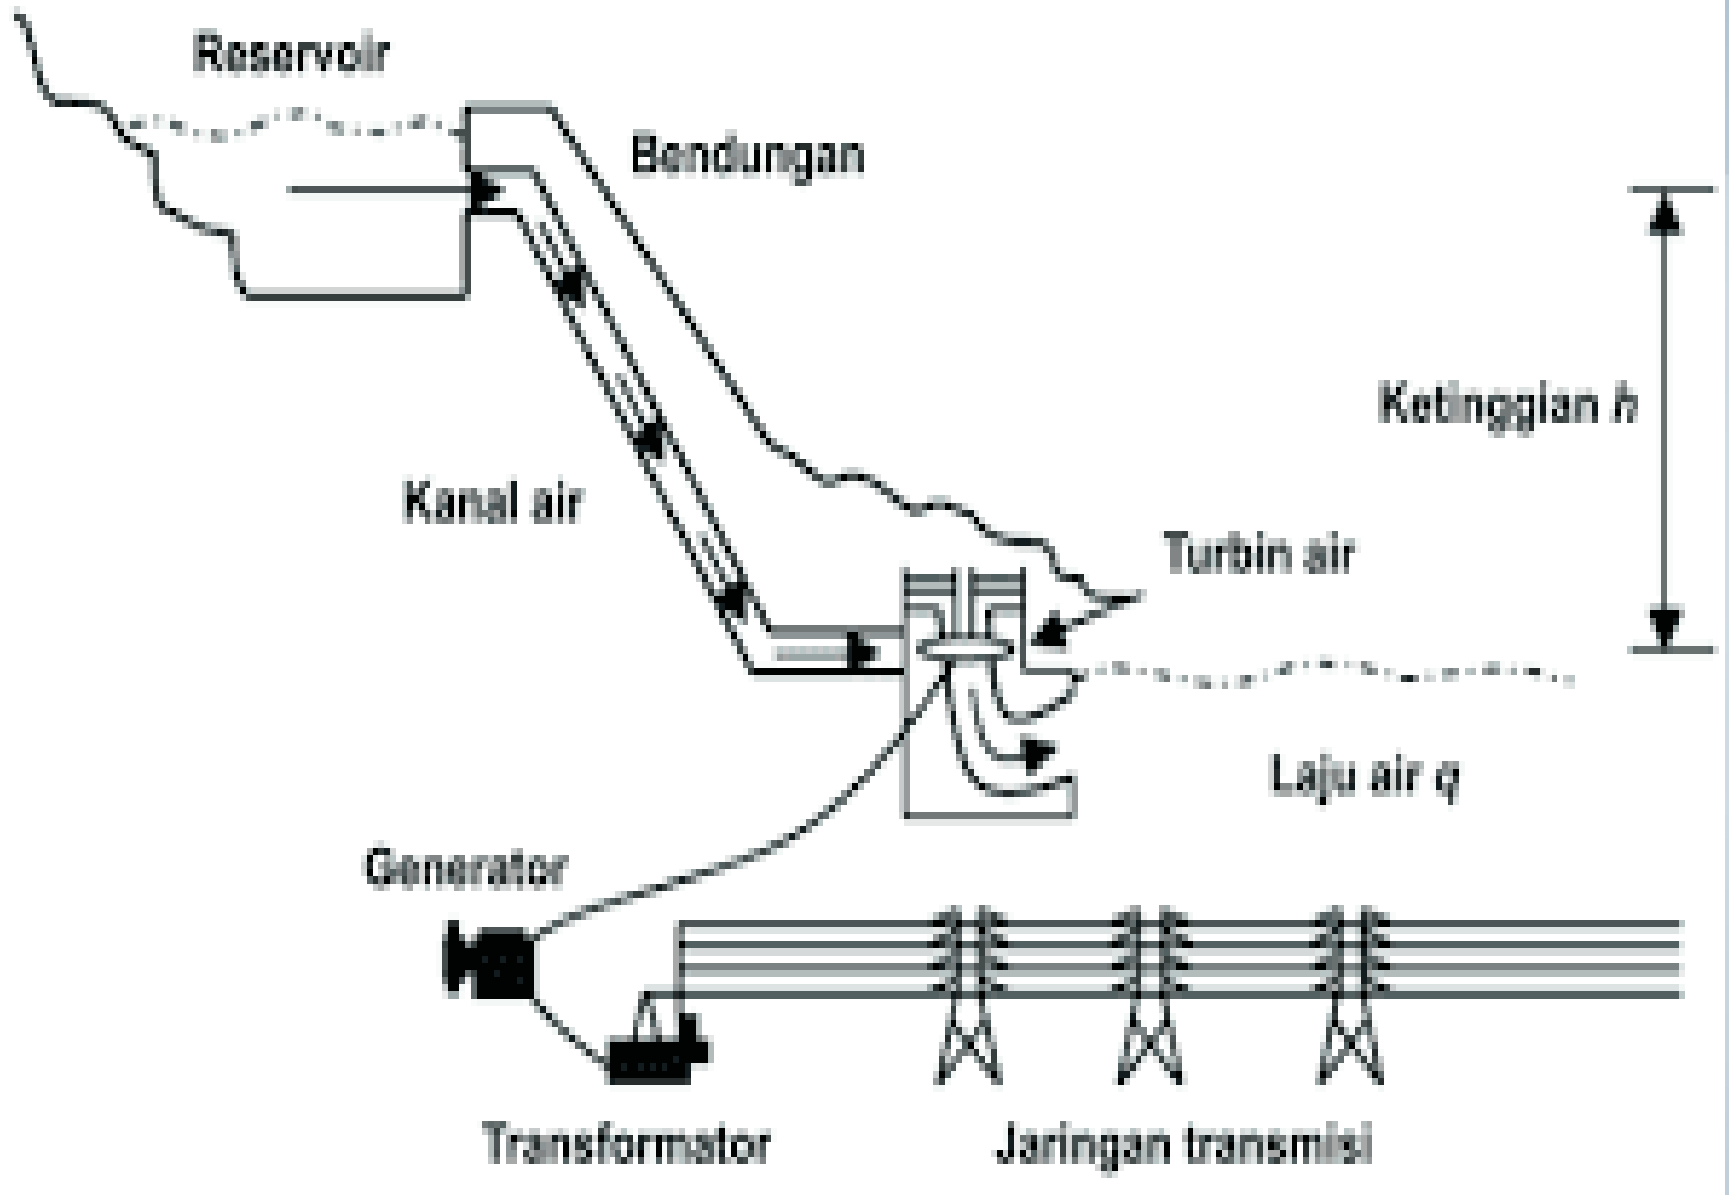 Reservoir
Bendungan
Ketinggian h
Kanal air
Turbin air
Laju air q
Generator
Transformator
Jaringan transmisi